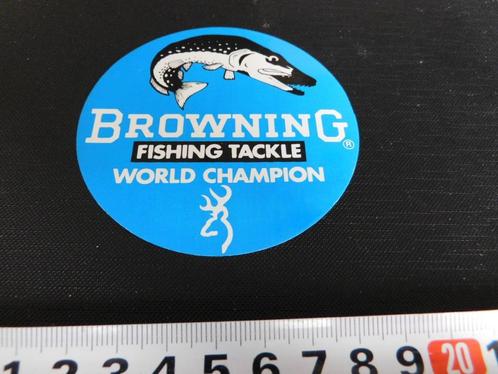 BROWNING®
FISHING TACKLE
WORLD CHAMPION
1 2 3 4 5 6 7 8 9 20 1